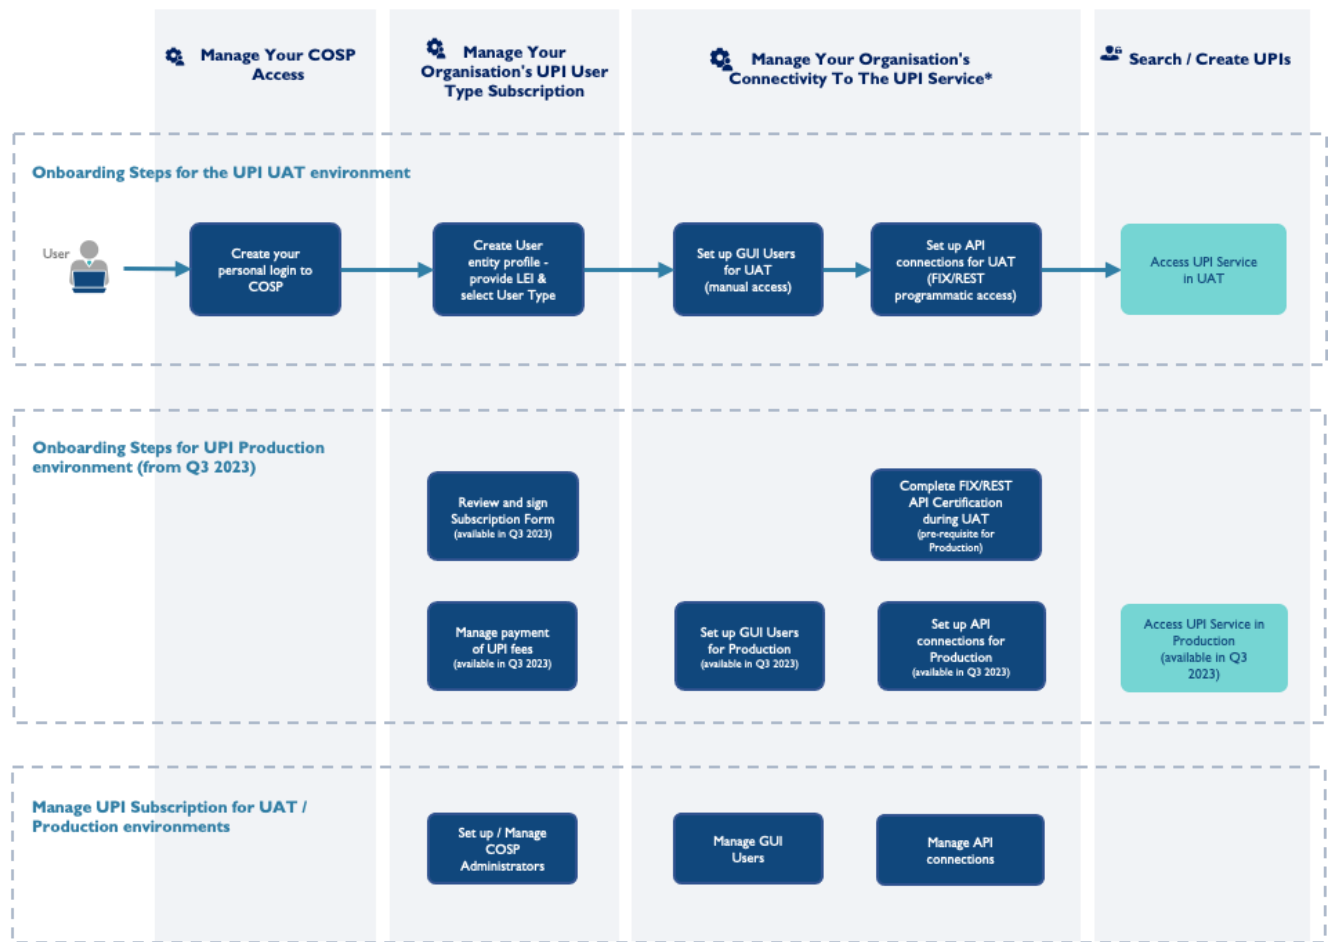 Manage Your COSP
Access
Manage Your
Organisation's UPI User
Type Subscription
Manage Your Organisation's
Connectivity To The UPI Service*
Search / Create UPIs
Onboarding Steps for the UPI UAT environment
User
Create your
personal login to
COSP
Create User
entity profile -
provide LEI &
select User Type
Set up GUI Users
for UAT
(manual access)
Set up API
connections for UAT
(FIX/REST
programmatic access)
Access UPI Service
in UAT
Onboarding Steps for UPI Production
environment (from Q3 2023)
Review and sign
Subscription Form
(available in Q3 2023)
Complete FIX/REST
API Certification
during UAT
(pre-requisite for
Production)
Manage payment
of UPI fees
(available in Q3 2023)
Set up GUI Users
for Production
(available in Q3 2023)
Set up API
connections for
Production
(available in Q3 2023)
Access UPI Service in
Production
(available in Q3
2023)
Manage UPI Subscription for UAT /
Production environments
Set up / Manage
COSP
Administrators
Manage GUI
Users
Manage API
connections